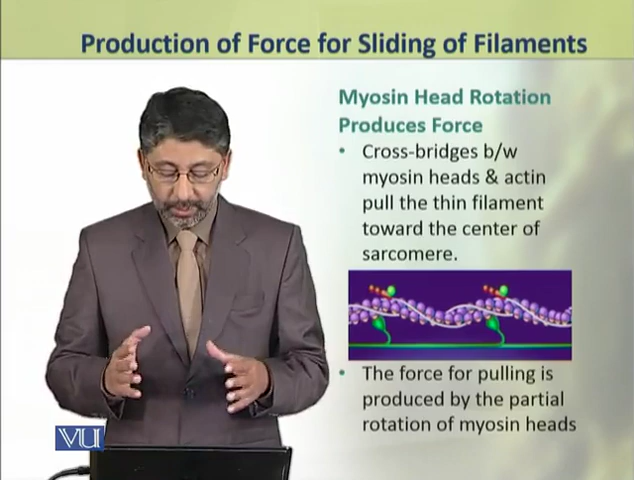 Production of Force for Sliding of Filaments
Myosin Head Rotation
Produces Force
• Cross-bridges b/w
myosin heads & actin
pull the thin filament
toward the center of
sarcomere.
• The force for pulling is
produced by the partial
rotation of myosin heads
VU